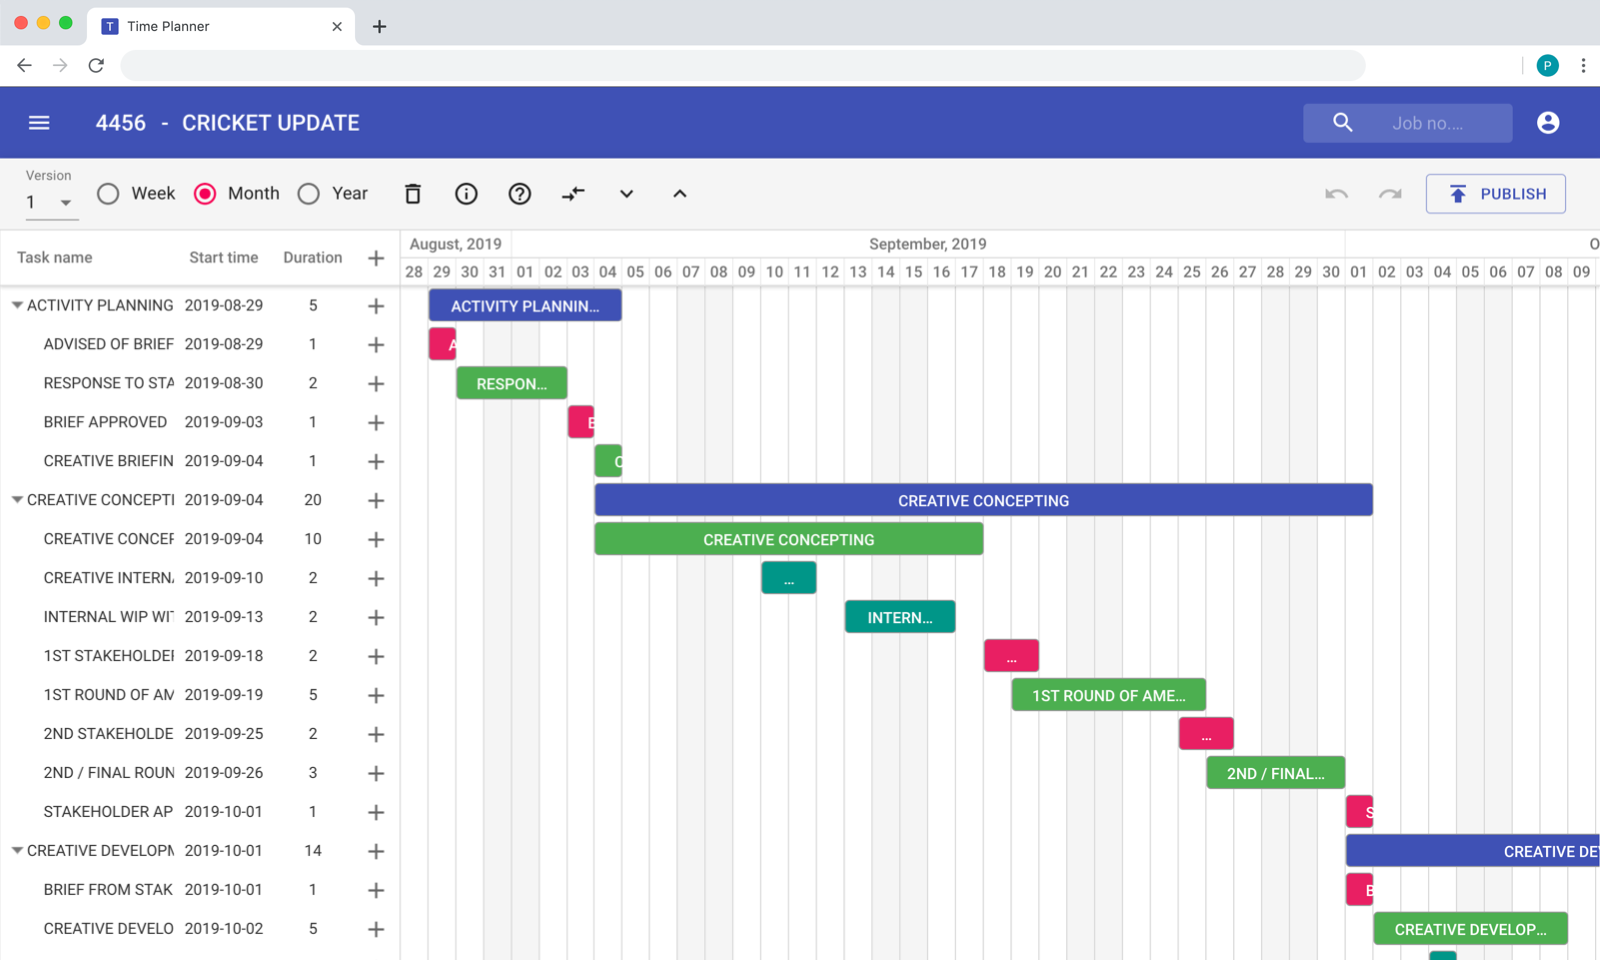 T Time Planner
P
4456 - CRICKET UPDATE
Job no....
Version
1
Week
Month
Year
PUBLISH
Task name Start time Duration
August, 2019 September, 2019 O
28 29 30 31 01 02 03 04 05 06 07 08 09 10 11 12 13 14 15 16 17 18 19 20 21 22 23 24 25 26 27 28 29 30 01 02 03 04 05 06 07 08 09
ACTIVITY PLANNING 2019-08-29 5 ACTIVITY PLANNIN...
ADVISED OF BRIEF 2019-08-29 1 A
RESPONSE TO STA 2019-08-30 2 RESPON...
BRIEF APPROVED 2019-09-03 1 B
CREATIVE BRIEFIN 2019-09-04 1 C
CREATIVE CONCEPTI 2019-09-04 20 CREATIVE CONCEPTING
CREATIVE CONCEP 2019-09-04 10 CREATIVE CONCEPTING
CREATIVE INTERNA 2019-09-10 2 ...
INTERNAL WIP WIT 2019-09-13 2 INTERN...
1ST STAKEHOLDER 2019-09-18 2 ...
1ST ROUND OF AM 2019-09-19 5 1ST ROUND OF AME...
2ND STAKEHOLDE 2019-09-25 2 ...
2ND / FINAL ROUN 2019-09-26 3 2ND / FINAL...
STAKEHOLDER AP 2019-10-01 1 S
CREATIVE DEVELOPM 2019-10-01 14 CREATIVE DE
BRIEF FROM STAK 2019-10-01 1 B
CREATIVE DEVELO 2019-10-02 5 CREATIVE DEVELOP...